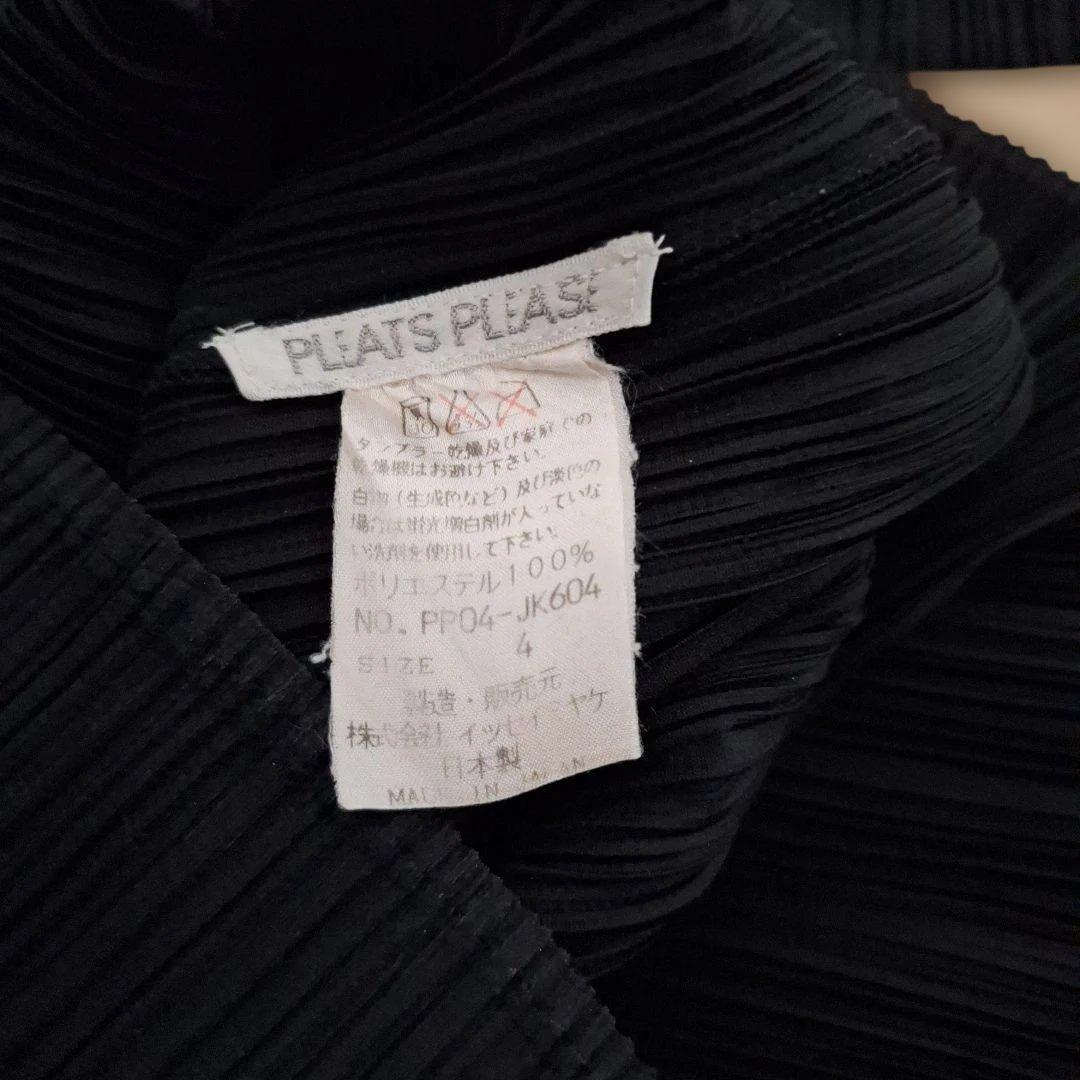 PLEATS PLEASE
タンブラー乾燥及び家庭での
乾燥機はお避け下さい。
白物(生成りなど)及び淡色の
場合は蛍光増白剤が入っていな
い洗剤を使用して下さい。
ポリエステル100%
NO. PP04-JK604
SIZE 4
製造・販売元
株式会社 イッセイミヤケ
日本製
MADE IN JAPAN